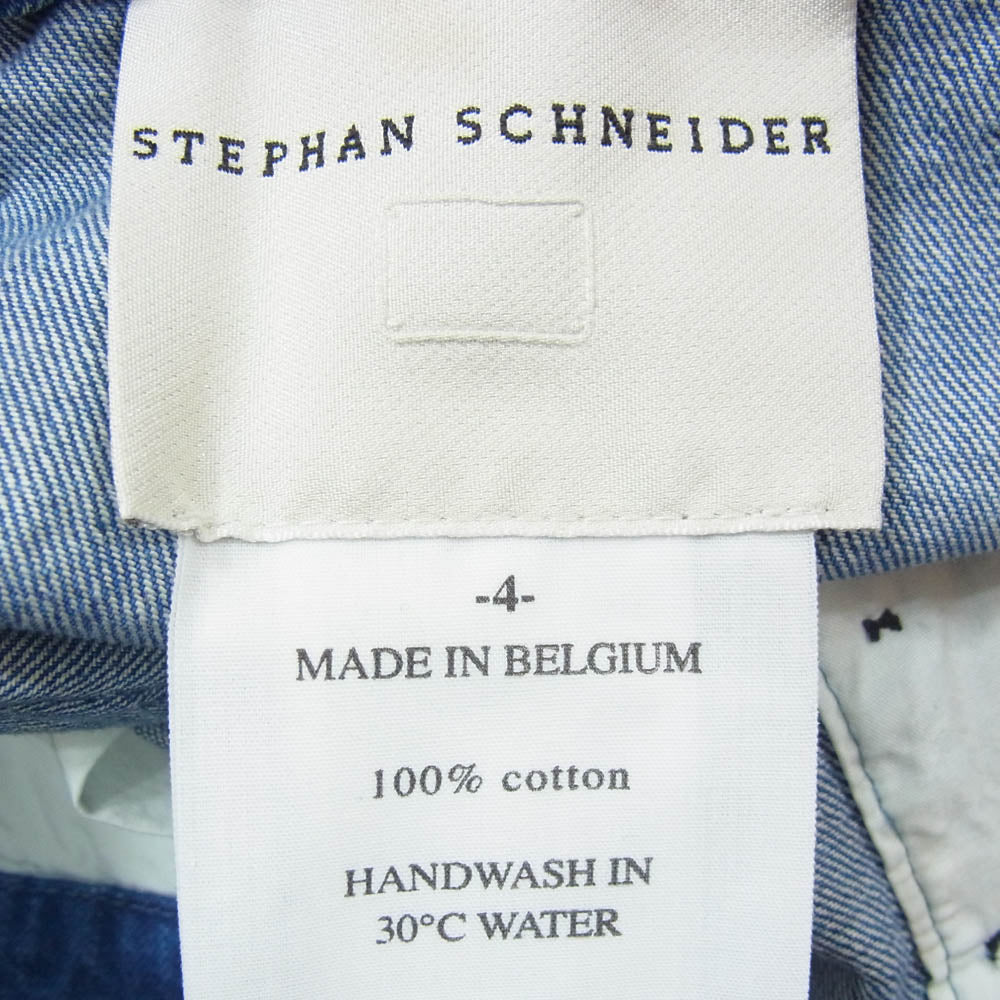 STEPHAN SCHNEIDER
-4-
MADE IN BELGIUM
100% cotton
HANDWASH IN
30°C WATER